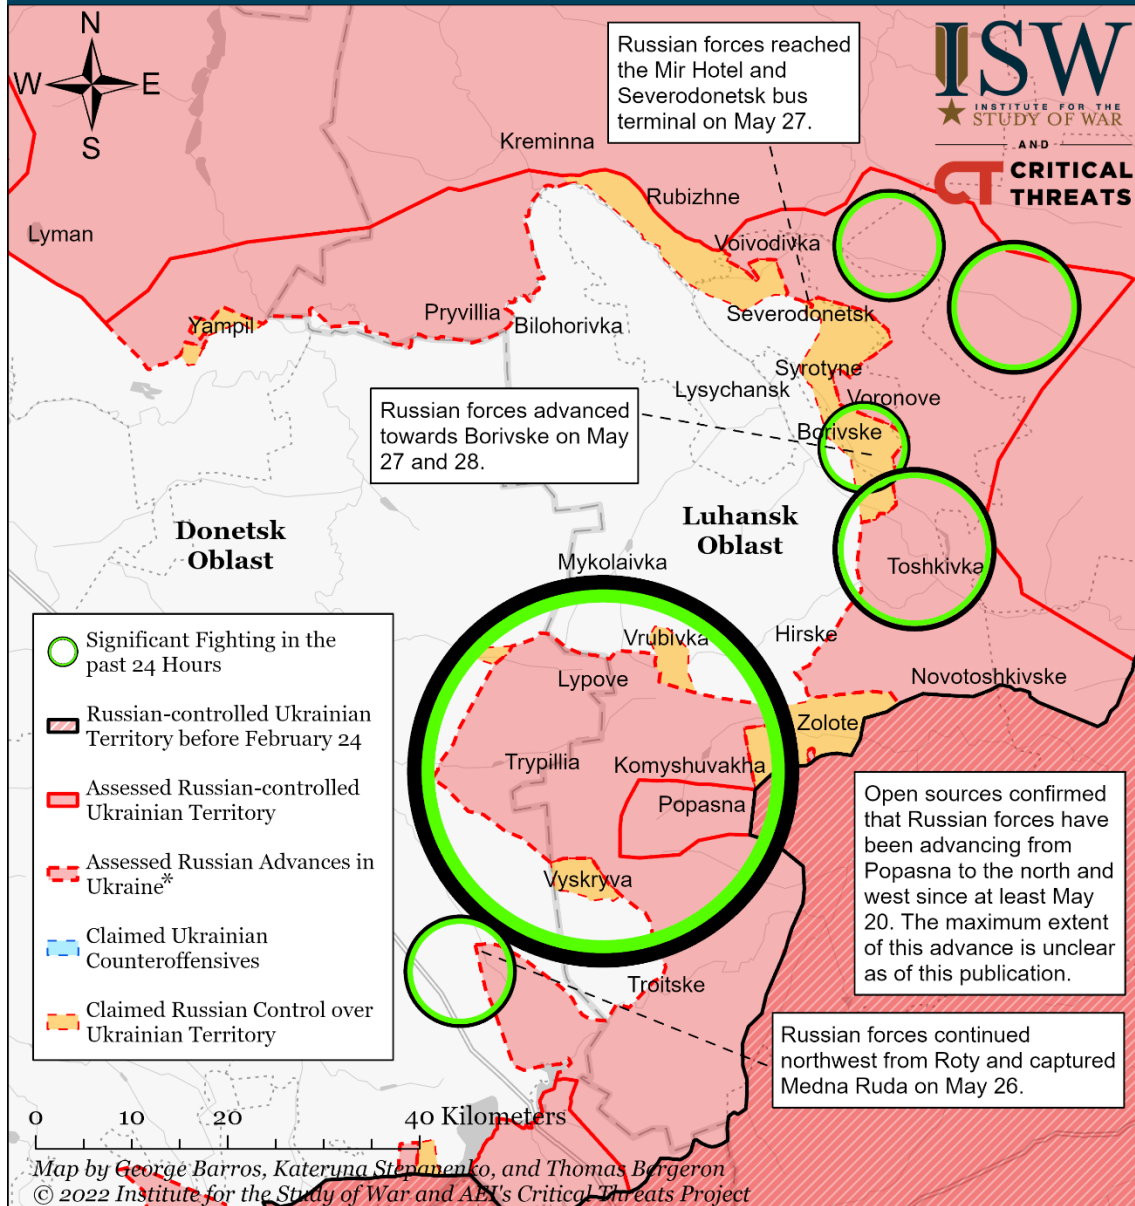 N
W E
S
Russian forces reached
the Mir Hotel and
Severodonetsk bus
terminal on May 27.
ISW
INSTITUTE FOR THE
STUDY OF WAR
AND
CT CRITICAL
THREATS
Kreminna
Rubizhne
Lyman
Voivodivka
Yampil
Pryvillia
Bilohorivka
Severodonetsk
Syrotyne
Lysychansk
Voronove
Russian forces advanced
towards Borivske on May
27 and 28.
Borivske
Donetsk
Oblast
Luhansk
Oblast
Mykolaivka
Toshkivka
Vrubivka
Hirske
Lypove
Novotoshkivske
Zolote
Trypillia
Komyshuvakha
Popasna
Vyskryva
Troitske
Significant Fighting in the
past 24 Hours
Russian-controlled Ukrainian
Territory before February 24
Assessed Russian-controlled
Ukrainian Territory
Assessed Russian Advances in
Ukraine*
Claimed Ukrainian
Counteroffensives
Claimed Russian Control over
Ukrainian Territory
Open sources confirmed
that Russian forces have
been advancing from
Popasna to the north and
west since at least May
20. The maximum extent
of this advance is unclear
as of this publication.
Russian forces continued
northwest from Roty and captured
Medna Ruda on May 26.
0 10 20 40 Kilometers
Map by George Barros, Kateryna Stepanenko, and Thomas Bergeron
© 2022 Institute for the Study of War and AEI's Critical Threats Project